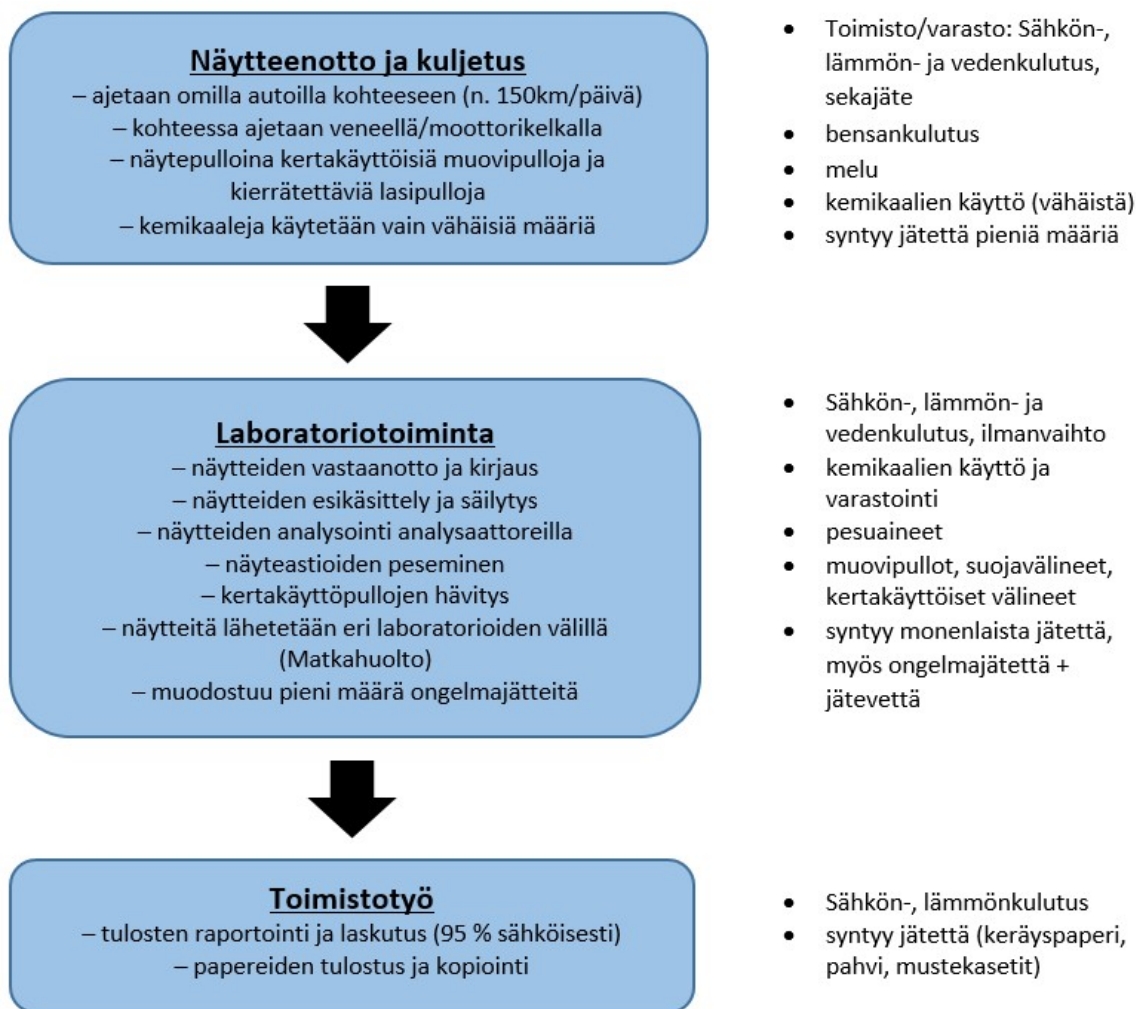 Näytteenotto ja kuljetus
– ajetaan omilla autoilla kohteeseen (n. 150km/päivä)
– kohteessa ajetaan veneellä/moottorikelkalla
– näytepulloina kertakäyttöisiä muovipulloja ja
kierrätettäviä lasipulloja
– kemikaaleja käytetään vain vähäisiä määriä
• Toimisto/varasto: Sähkön-,
lämmön- ja vedenkulutus,
sekajäte
• bensankulutus
• melu
• kemikaalien käyttö (vähäistä)
• syntyy jätettä pieniä määriä
Laboratoriotoiminta
– näytteiden vastaanotto ja kirjaus
– näytteiden esikäsittely ja säilytys
– näytteiden analysointi analysaattoreilla
– näyteastioiden peseminen
– kertakäyttöpullojen hävitys
– näytteitä lähetetään eri laboratorioiden välillä
(Matkahuolto)
– muodostuu pieni määrä ongelmajätteitä
• Sähkön-, lämmön- ja
vedenkulutus, ilmanvaihto
• kemikaalien käyttö ja
varastointi
• pesuaineet
• muovipullot, suojavälineet,
kertakäyttöiset välineet
• syntyy monenlaista jätettä,
myös ongelmajätettä +
jätevettä
Toimistotyö
– tulosten raportointi ja laskutus (95 % sähköisesti)
– papereiden tulostus ja kopiointi
• Sähkön-, lämmönkulutus
• syntyy jätettä (keräyspaperi,
pahvi, mustekasetit)